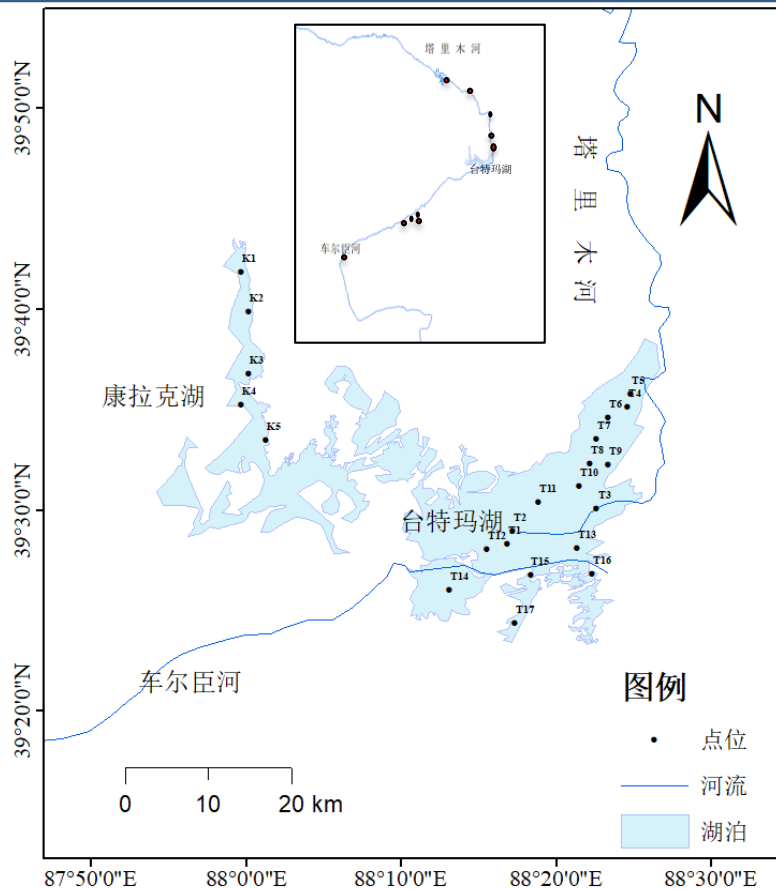 塔里木河
台特玛湖
车尔臣河
N
塔里木河
39°50'0"N
39°40'0"N
39°30'0"N
39°20'0"N
K1
K2
K3
K4
K5
康拉克湖
T5
T4
T6
T7
T8
T9
T10
T11
T3
台特玛湖
T2
T1
T12
T13
T14
T15
T16
T17
车尔臣河
图例
点位
河流
湖泊
0 10 20 km
87°50'0"E 88°0'0"E 88°10'0"E 88°20'0"E 88°30'0"E